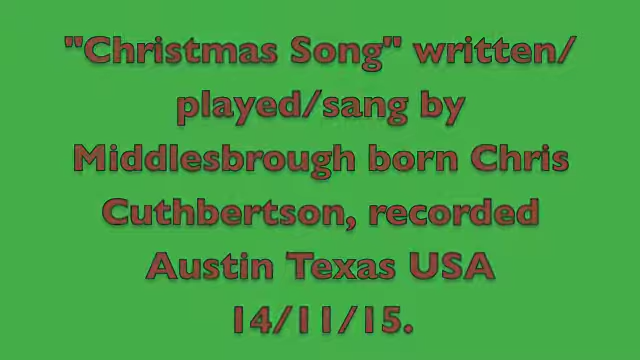 "Christmas Song" written/
played/sang by
Middlesbrough born Chris
Cuthbertson, recorded
Austin Texas USA
14/11/15.